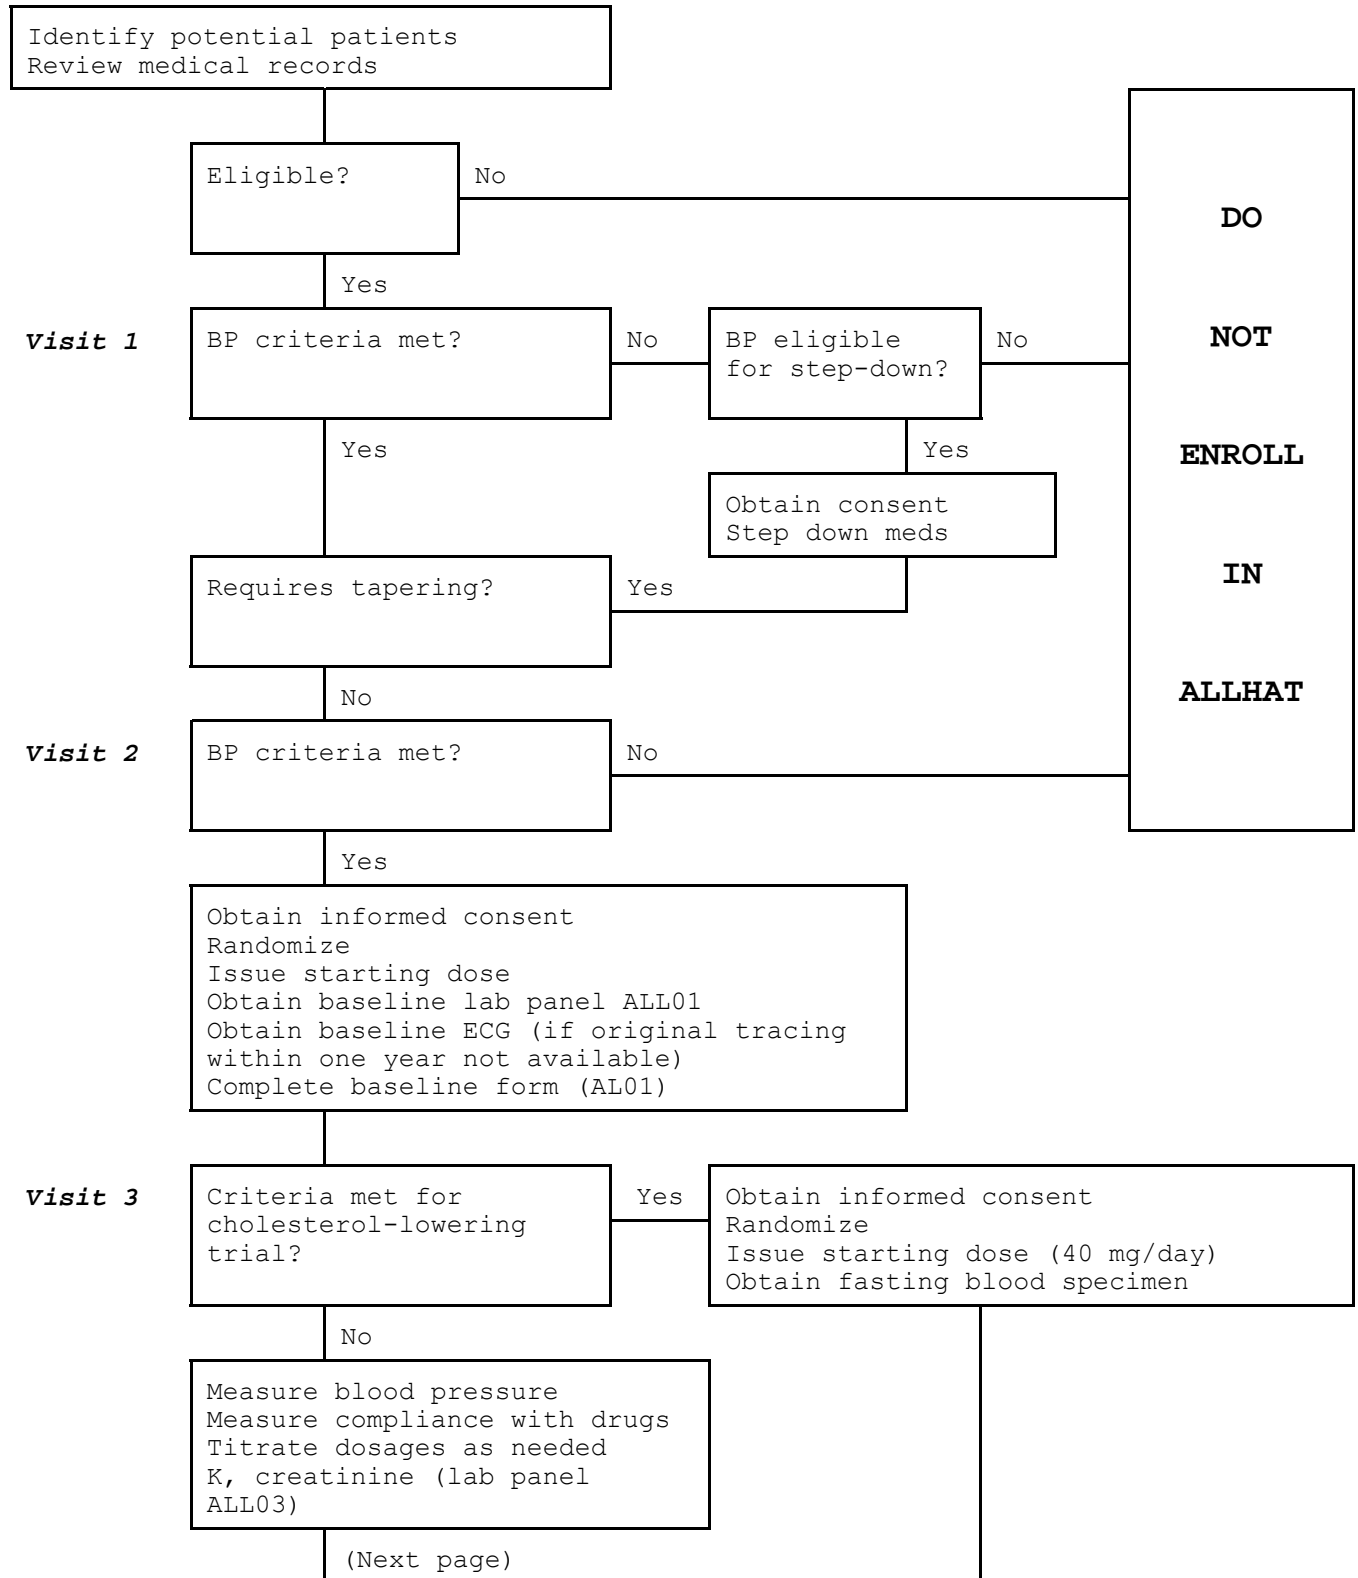 Identify potential patients
Review medical records
Eligible?
No
Yes
Visit 1
BP criteria met?
No
BP eligible
for step-down?
No
Yes
Yes
Obtain consent
Step down meds
Requires tapering?
Yes
No
Visit 2
BP criteria met?
No
DO
NOT
ENROLL
IN
ALLHAT
Yes
Obtain informed consent
Randomize
Issue starting dose
Obtain baseline lab panel ALL01
Obtain baseline ECG (if original tracing
within one year not available)
Complete baseline form (AL01)
Visit 3
Criteria met for
cholesterol-lowering
trial?
Yes
Obtain informed consent
Randomize
Issue starting dose (40 mg/day)
Obtain fasting blood specimen
No
Measure blood pressure
Measure compliance with drugs
Titrate dosages as needed
K, creatinine (lab panel
ALL03)
(Next page)